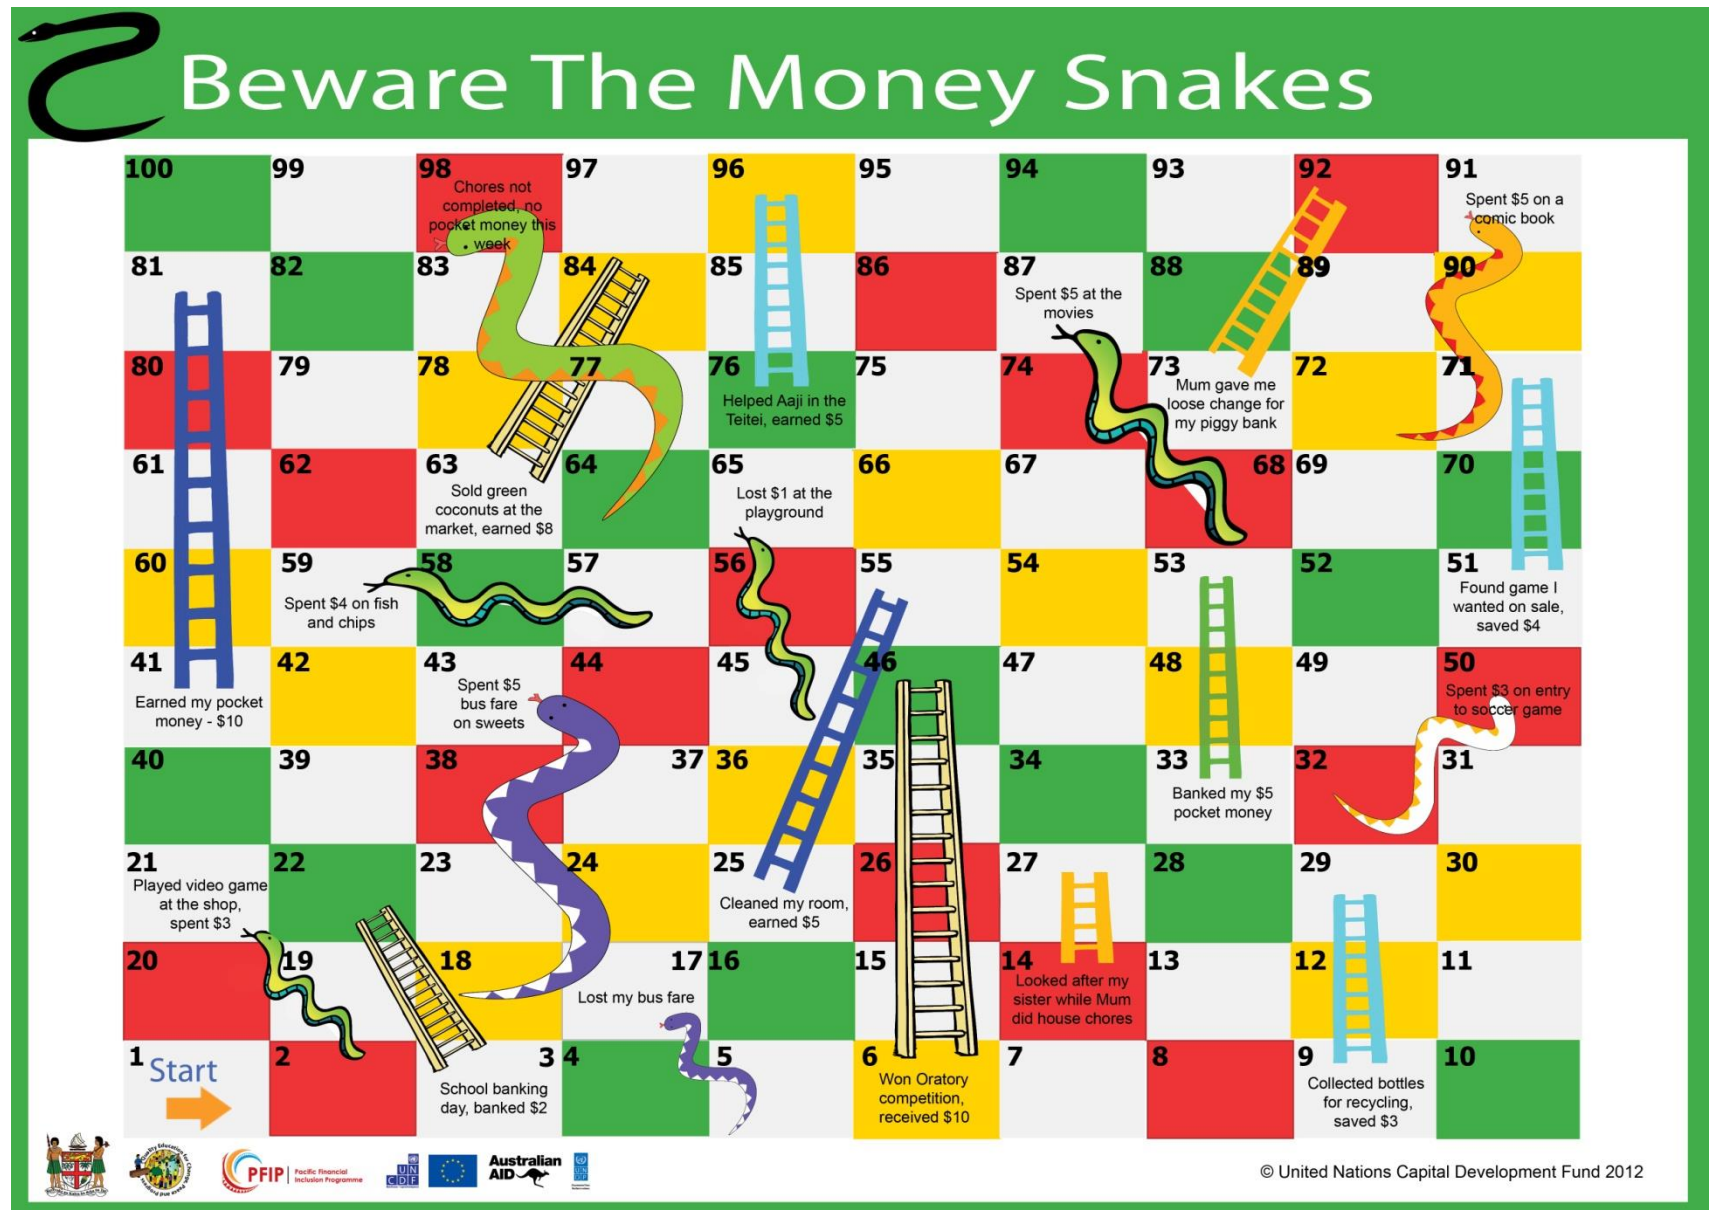 Beware The Money Snakes
100
99
98
Chores not
completed, no
pocket money this
week
97
96
95
94
93
92
91
Spent $5 on a
comic book
81
82
83
84
85
86
87
Spent $5 at the
movies
88
89
90
80
79
78
77
76
Helped Aaji in the
Teitei, earned $5
75
74
73
Mum gave me
loose change for
my piggy bank
72
71
61
62
63
Sold green
coconuts at the
market, earned $8
64
65
Lost $1 at the
playground
66
67
68
69
70
60
59
Spent $4 on fish
and chips
58
57
56
55
54
53
52
51
Found game I
wanted on sale,
saved $4
41
Earned my pocket
money - $10
42
43
Spent $5
bus fare
on sweets
44
45
46
47
48
49
50
Spent $3 on entry
to soccer game
40
39
38
37
36
35
34
33
Banked my $5
pocket money
32
31
21
Played video game
at the shop,
spent $3
22
23
24
25
Cleaned my room,
earned $5
26
27
28
29
30
20
19
18
17
Lost my bus fare
16
15
14
Looked after my
sister while Mum
did house chores
13
12
11
1
Start
2
3
School banking
day, banked $2
4
5
6
Won Oratory
competition,
received $10
7
8
9
Collected bottles
for recycling,
saved $3
10
PFIP
Pacific Financial
Inclusion Programme
UN
CDF
Australian
AID
UN
DP
© United Nations Capital Development Fund 2012